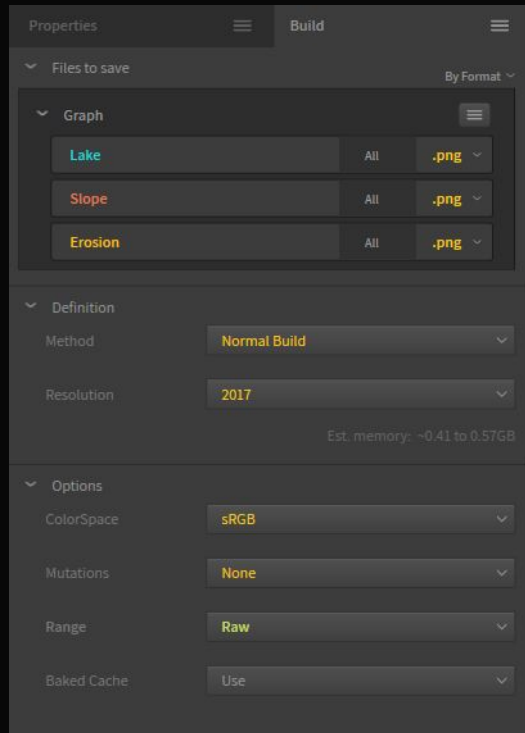 Properties
Build
Files to save
By Format
Graph
Lake All .png
Slope All .png
Erosion All .png
Definition
Method Normal Build
Resolution 2017
Est. memory: ~0.41 to 0.57GB
Options
ColorSpace sRGB
Mutations None
Range Raw
Baked Cache Use